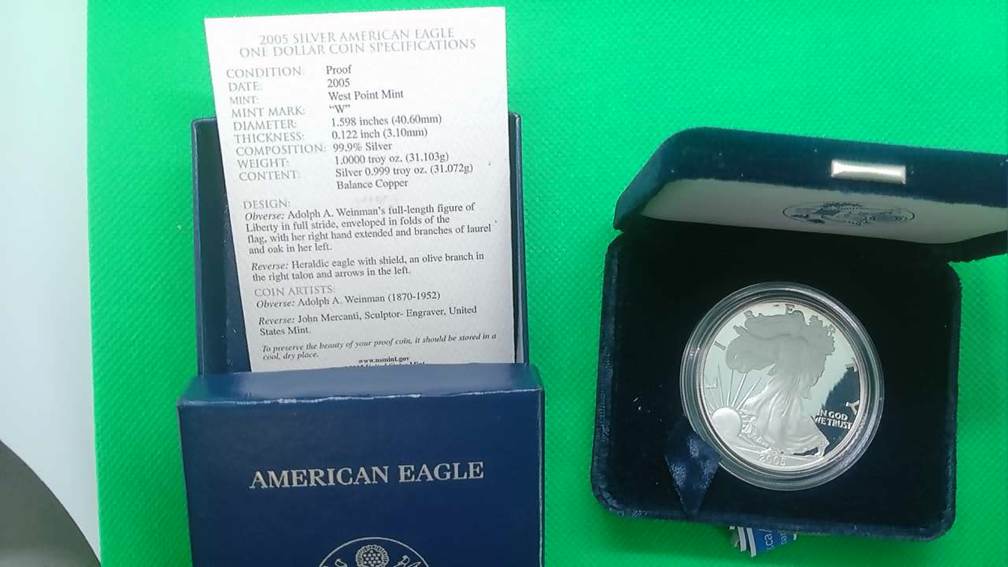 2005 SILVER AMERICAN EAGLE
ONE DOLLAR COIN SPECIFICATIONS
CONDITION: Proof
DATE: 2005
MINT: West Point Mint
MINT MARK: "W"
DIAMETER: 1.598 inches (40.60mm)
THICKNESS: 0.122 inch (3.10mm)
COMPOSITION: 99.9% Silver
WEIGHT: 1.0000 troy oz. (31.103g)
CONTENT: Silver 0.999 troy oz. (31.072g)
Balance Copper
DESIGN:
Obverse: Adolph A. Weinman's full-length figure of
Liberty in full stride, enveloped in folds of the
flag, with her right hand extended and branches of laurel
and oak in her left.
Reverse: Heraldic eagle with shield, an olive branch in
the right talon and arrows in the left.
COIN ARTISTS:
Obverse: Adolph A. Weinman (1870-1952)
Reverse: John Mercanti, Sculptor- Engraver, United
States Mint.
To preserve the beauty of your proof coin, it should be stored in a
cool, dry place.
www.usmint.gov
AMERICAN EAGLE
LIBERTY
IN GOD
WE TRUST
2005